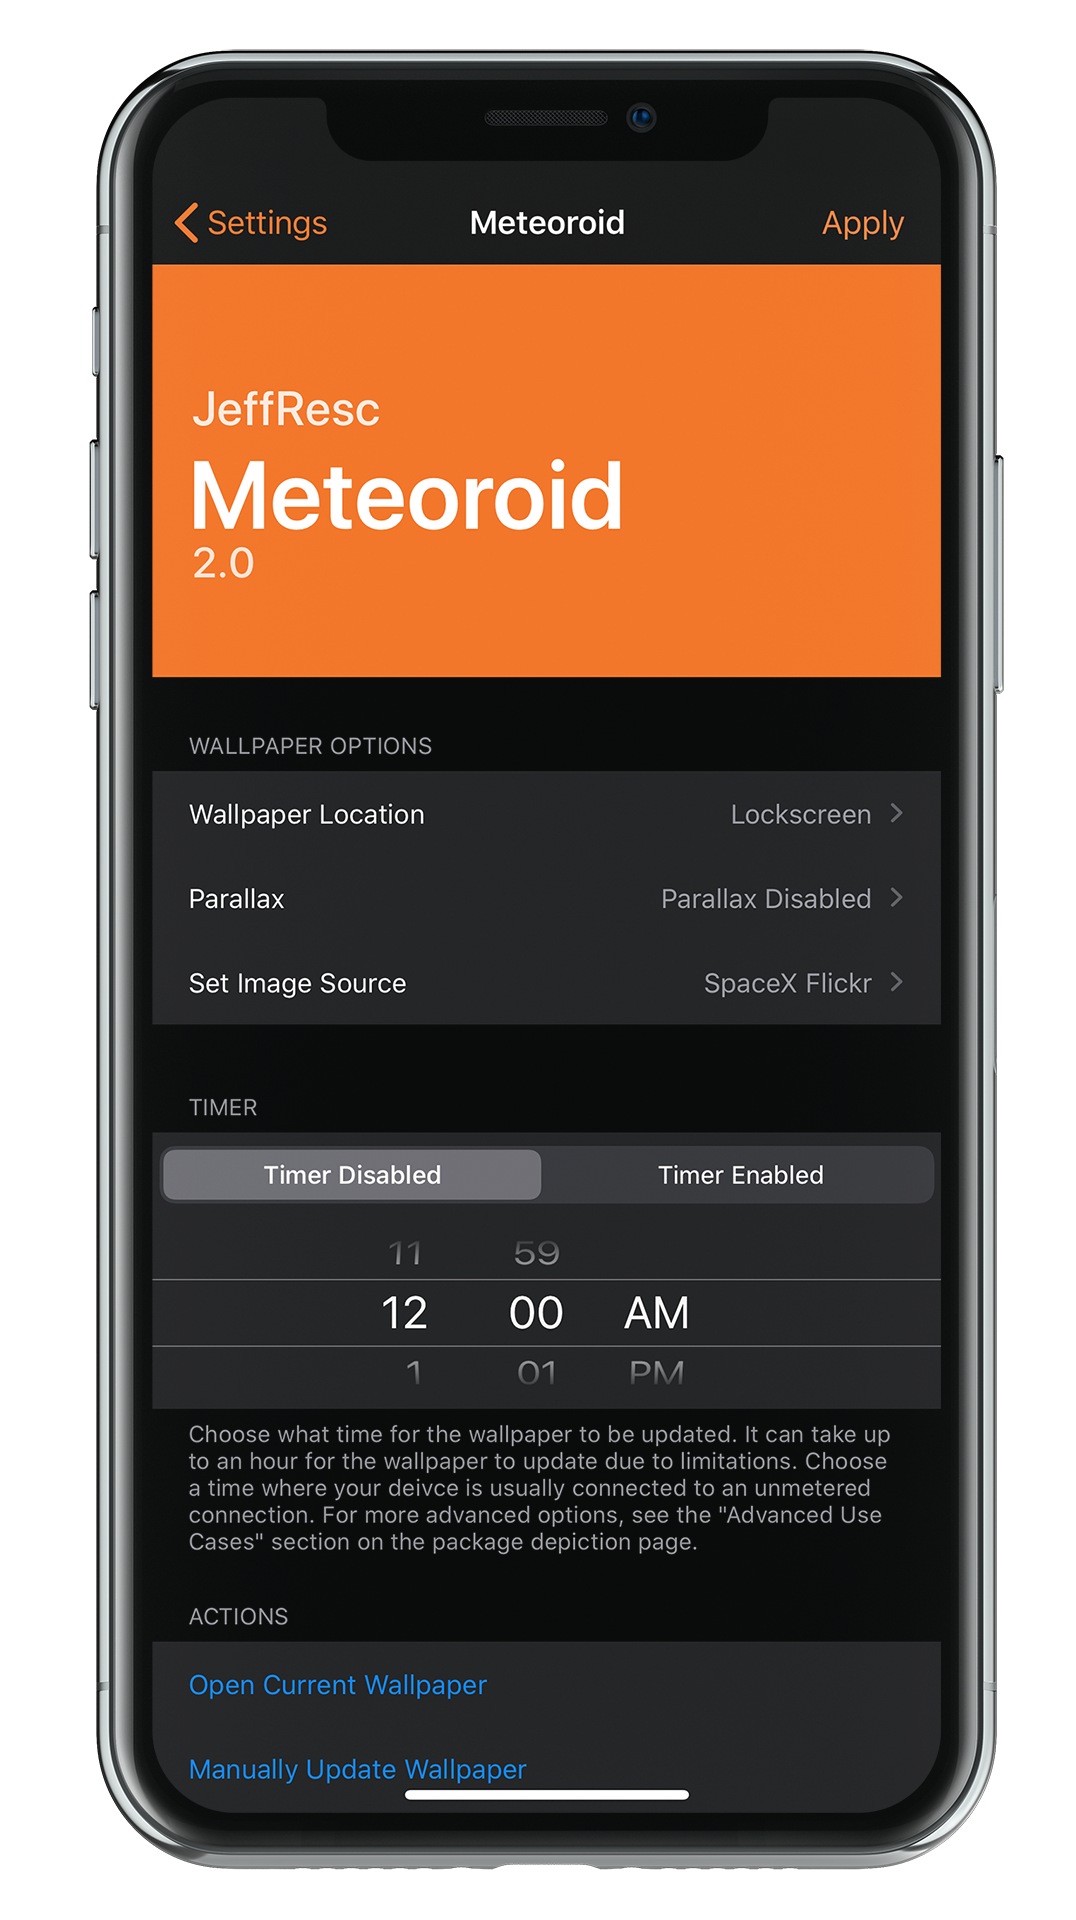 Settings
Meteoroid
Apply
JeffResc
Meteoroid
2.0
WALLPAPER OPTIONS
Wallpaper Location Lockscreen
Parallax Parallax Disabled
Set Image Source SpaceX Flickr
TIMER
Timer Disabled Timer Enabled
11 59
12 00 AM
1 01 PM
Choose what time for the wallpaper to be updated. It can take up
to an hour for the wallpaper to update due to limitations. Choose
a time where your deivce is usually connected to an unmetered
connection. For more advanced options, see the "Advanced Use
Cases" section on the package depiction page.
ACTIONS
Open Current Wallpaper
Manually Update Wallpaper